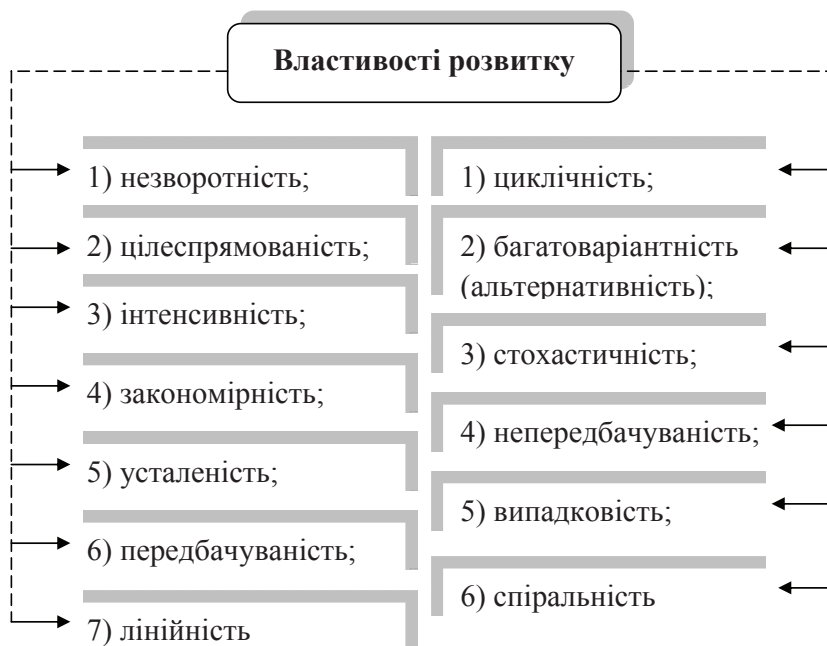 Властивості розвитку
1) незворотність;
2) цілеспрямованість;
3) інтенсивність;
4) закономірність;
5) усталеність;
6) передбачуваність;
7) лінійність
1) циклічність;
2) багатоваріантність
(альтернативність);
3) стохастичність;
4) непередбачуваність;
5) випадковість;
6) спіральність